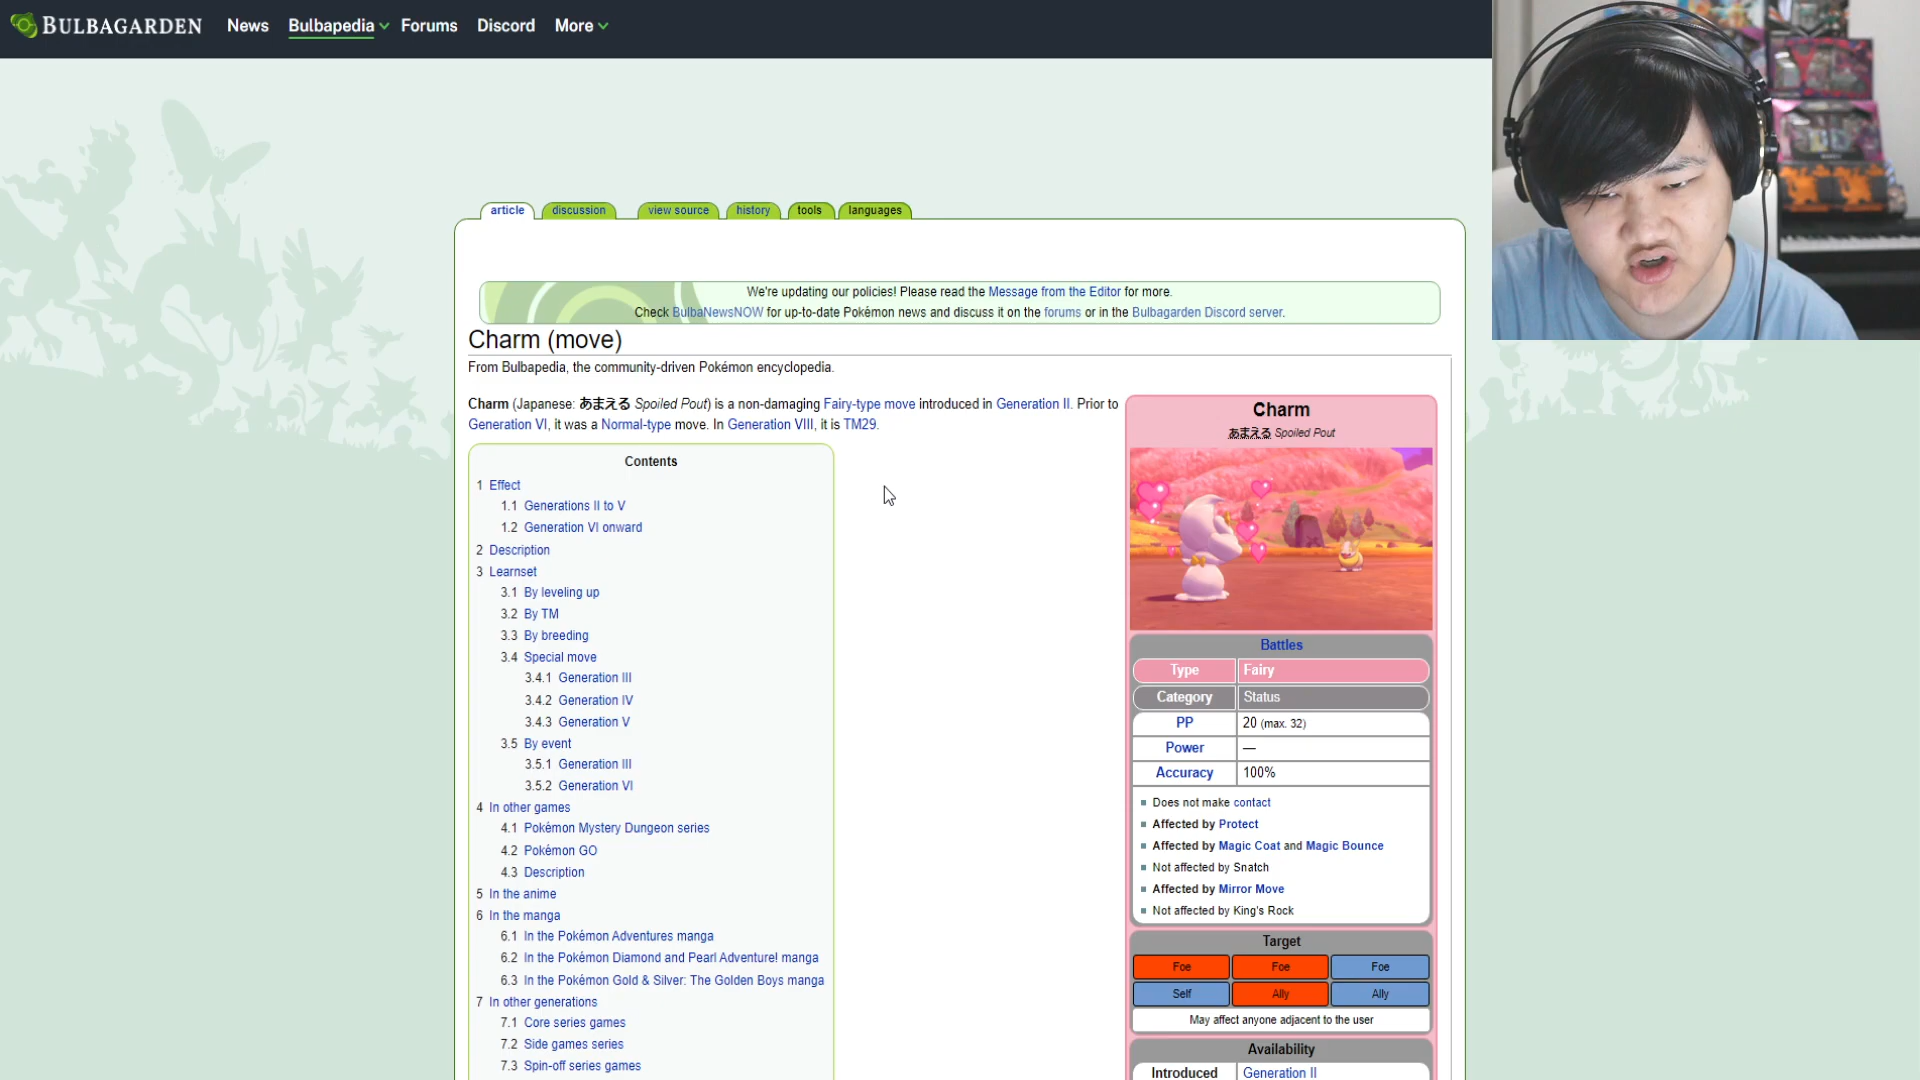 BULBAGARDEN News Bulbapedia Forums Discord More
article discussion view source history tools languages
We're updating our policies! Please read the Message from the Editor for more.
Check BulbaNewsNOW for up-to-date Pokémon news and discuss it on the forums or in the Bulbagarden Discord server.
Charm (move)
From Bulbapedia, the community-driven Pokémon encyclopedia.
Charm (Japanese: あまえる Spoiled Pout) is a non-damaging Fairy-type move introduced in Generation II. Prior to
Generation VI, it was a Normal-type move. In Generation VIII, it is TM29.
Contents
1 Effect
1.1 Generations II to V
1.2 Generation VI onward
2 Description
3 Learnset
3.1 By leveling up
3.2 By TM
3.3 By breeding
3.4 Special move
3.4.1 Generation III
3.4.2 Generation IV
3.4.3 Generation V
3.5 By event
3.5.1 Generation III
3.5.2 Generation VI
4 In other games
4.1 Pokémon Mystery Dungeon series
4.2 Pokémon GO
4.3 Description
5 In the anime
6 In the manga
6.1 In the Pokémon Adventures manga
6.2 In the Pokémon Diamond and Pearl Adventure! manga
6.3 In the Pokémon Gold & Silver: The Golden Boys manga
7 In other generations
7.1 Core series games
7.2 Side games series
7.3 Spin-off series games
Charm
あまえる Spoiled Pout
Battles
Type Fairy
Category Status
PP 20 (max. 32)
Power —
Accuracy 100%
Does not make contact
Affected by Protect
Affected by Magic Coat and Magic Bounce
Not affected by Snatch
Affected by Mirror Move
Not affected by King's Rock
Target
Foe Foe Foe
Self Ally Ally
May affect anyone adjacent to the user
Availability
Introduced Generation II